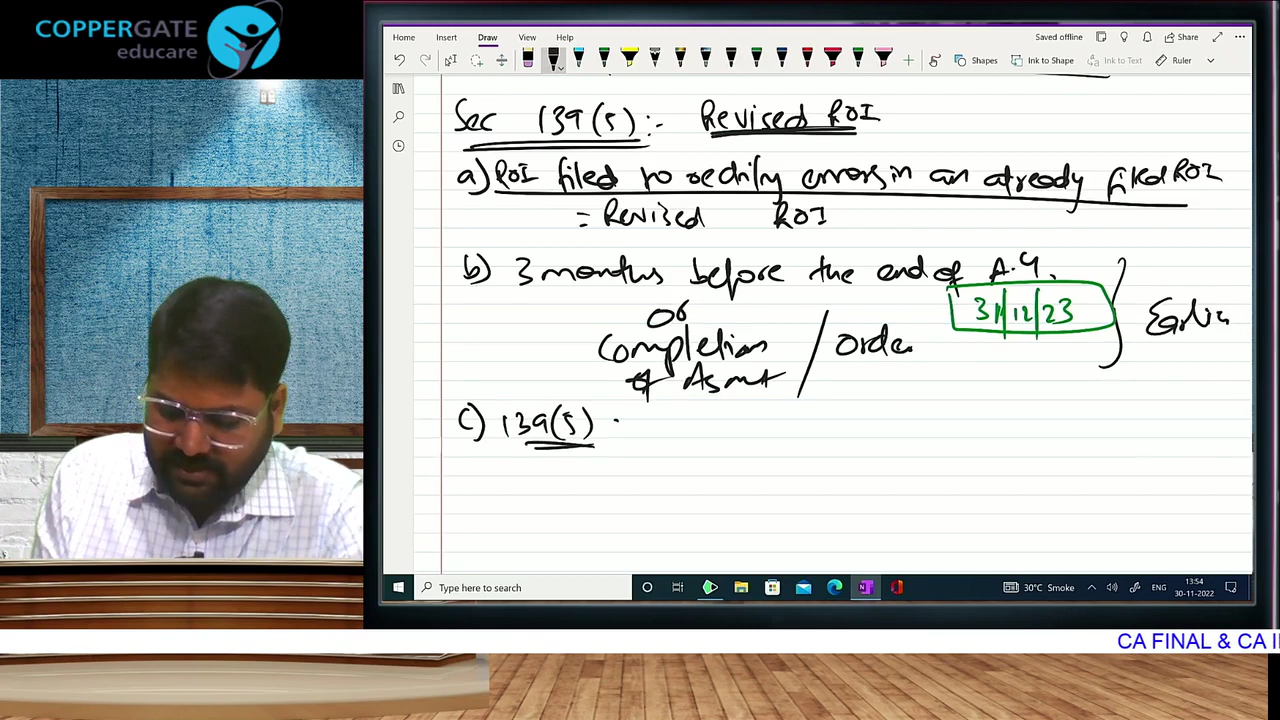 COPPERGATE
educare
Home Insert Draw View Help
Saved offline
Share
Shapes
Ink to Shape
Ink to Text
Ruler
Sec 139(5):- Revised ROI
a) ROI filed to rectify errors in an already filed ROI
= Revised ROI
b) 3 months before the end of A.Y.
31/12/23
or
completion / Order
of Asmt
c) 139(5)
Type here to search
30°C Smoke
ENG
13:54
30-11-2022
CA FINAL & CA I